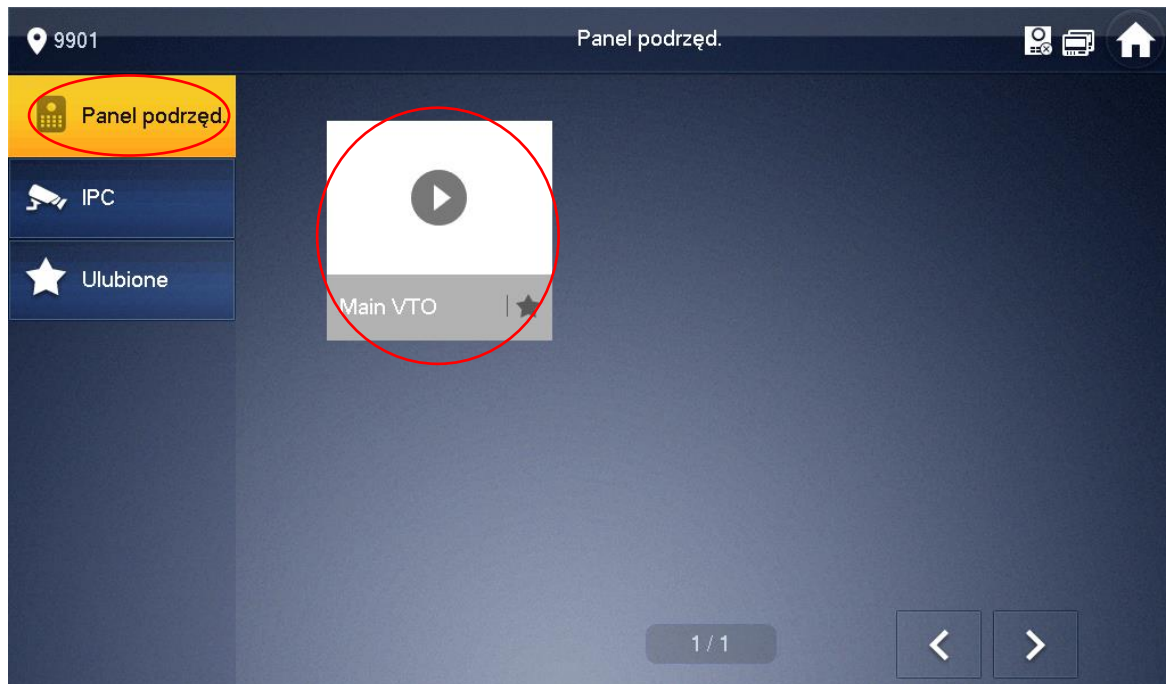 9901
Panel podrzęd.
Panel podrzęd.
IPC
Ulubione
Main VTO
1 / 1